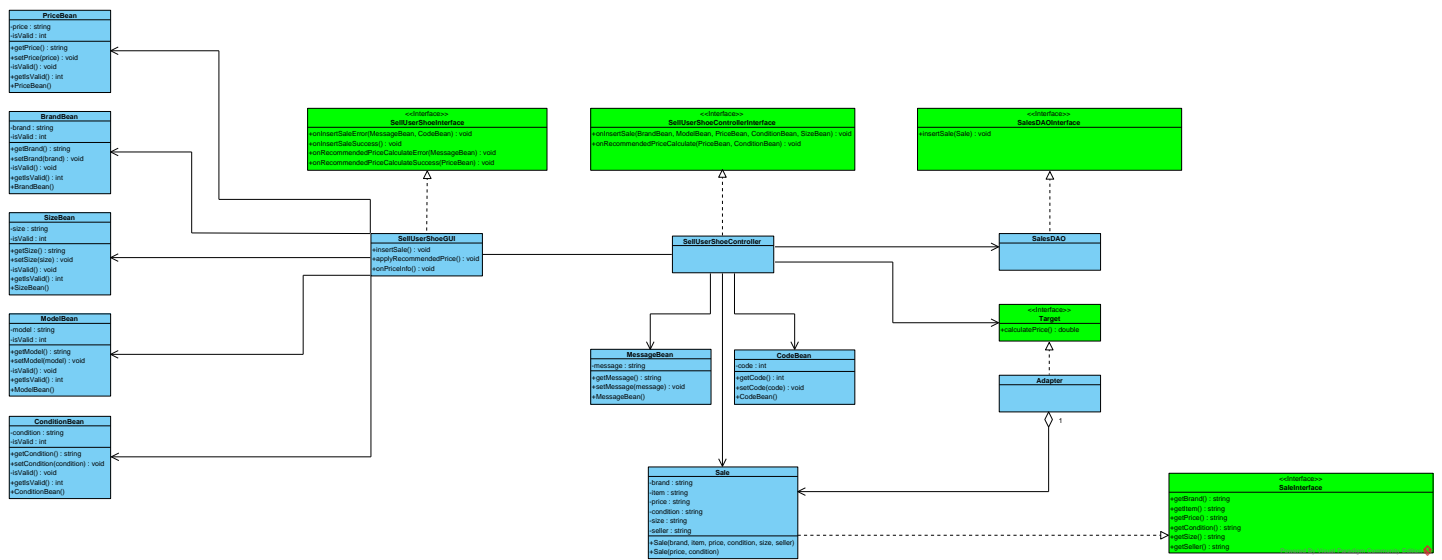 PriceBean
-price : string
-isValid : int
+getPrice() : string
+setPrice(price) : void
-isValid() : void
+getIsValid() : int
+PriceBean()
BrandBean
-brand : string
-isValid : int
+getBrand() : string
+setBrand(brand) : void
-isValid() : void
+getIsValid() : int
+BrandBean()
SizeBean
-size : string
-isValid : int
+getSize() : string
+setSize(size) : void
-isValid() : void
+getIsValid() : int
+SizeBean()
ModelBean
-model : string
-isValid : int
+getModel() : string
+setModel(model) : void
-isValid() : void
+getIsValid() : int
+ModelBean()
ConditionBean
-condition : string
-isValid : int
+getCondition() : string
+setCondition(condition) : void
-isValid() : void
+getIsValid() : int
+ConditionBean()
<<Interface>>
SellUserShoeInterface
+onInsertSaleError(MessageBean, CodeBean) : void
+onInsertSaleSuccess() : void
+onRecommendedPriceCalculateError(MessageBean) : void
+onRecommendedPriceCalculateSuccess(PriceBean) : void
<<Interface>>
SellUserShoeControllerInterface
+onInsertSale(BrandBean, ModelBean, PriceBean, ConditionBean, SizeBean) : void
+onRecommendedPriceCalculate(PriceBean, ConditionBean) : void
<<Interface>>
SalesDAOInterface
+insertSale(Sale) : void
SellUserShoeGUI
+insertSale() : void
+applyRecommendedPrice() : void
+onPriceInfo() : void
SellUserShoeController
SalesDAO
<<Interface>>
Target
+calculatePrice() : double
MessageBean
-message : string
+getMessage() : string
+setMessage(message) : void
+MessageBean()
CodeBean
-code : int
+getCode() : int
+setCode(code) : void
+CodeBean()
Adapter
1
Sale
-brand : string
-item : string
-price : string
-condition : string
-size : string
-seller : string
+Sale(brand, item, price, condition, size, seller)
+Sale(price, condition)
<<Interface>>
SaleInterface
+getBrand() : string
+getItem() : string
+getPrice() : string
+getCondition() : string
+getSize() : string
+getSeller() : string